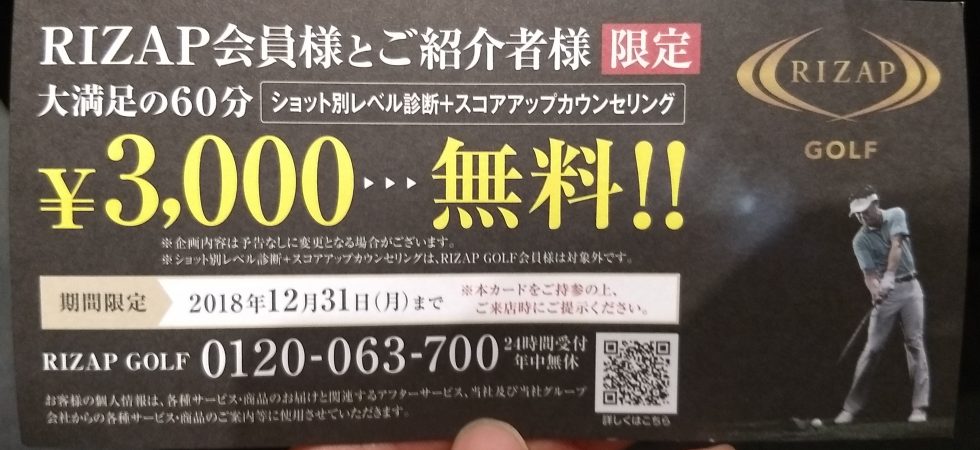 RIZAP会員様とご紹介者様 限定
大満足の60分 ショット別レベル診断+スコアアップカウンセリング
¥3,000 ▶▶▶ 無料!!
※企画内容は予告なしに変更となる場合がございます。
※ショット別レベル診断+スコアアップカウンセリングは、RIZAP GOLF会員様は対象外です。
期間限定 2018年12月31日(月)まで
※本カードをご持参の上、
ご来店時にご提示ください。
RIZAP GOLF 0120-063-700
24時間受付
年中無休
お客様の個人情報は、各種サービス・商品のお届けと関連するアフターサービス、当社及び当社グループ
会社からの各種サービス・商品のご案内等に使用させていただきます。
詳しくはこちら
RIZAP
GOLF